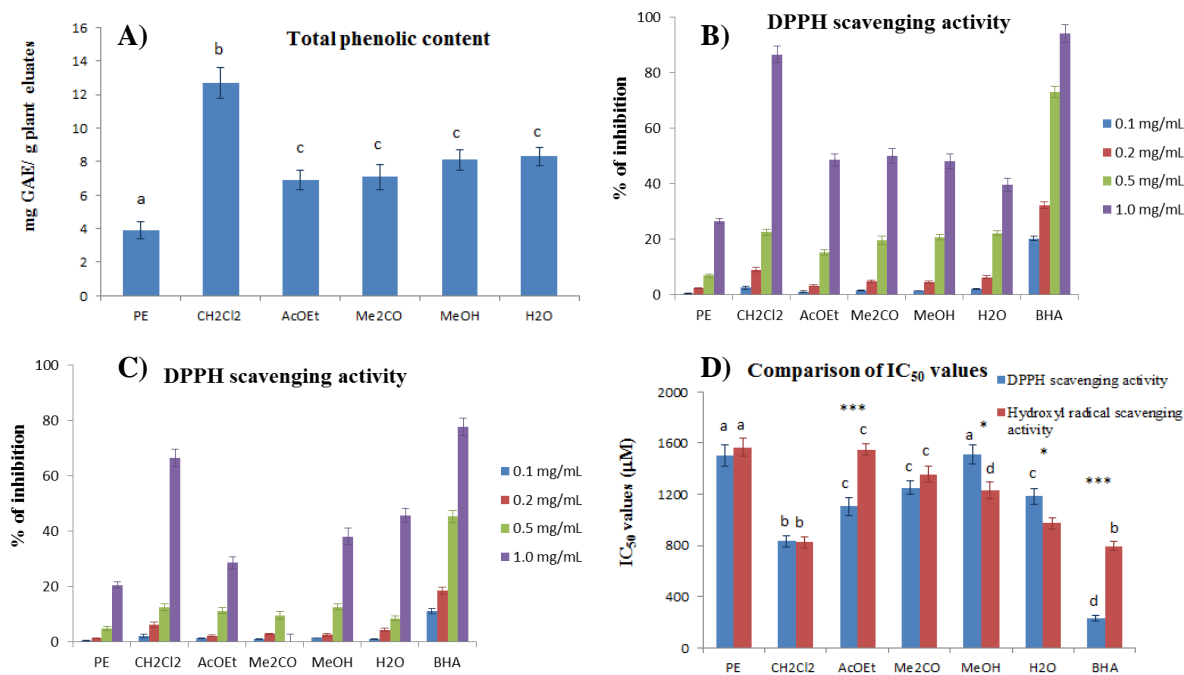 A)
Total phenolic content
mg GAE/ g plant eluates
16
14
12
10
8
6
4
2
0
a
b
c
c
c
c
PE CH2Cl2 AcOEt Me2CO MeOH H2O
B)
DPPH scavenging activity
% of inhibition
100
80
60
40
20
0
PE CH2Cl2 AcOEt Me2CO MeOH H2O BHA
0.1 mg/mL
0.2 mg/mL
0.5 mg/mL
1.0 mg/mL
C)
DPPH scavenging activity
% of inhibition
100
80
60
40
20
0
PE CH2Cl2 AcOEt Me2CO MeOH H2O BHA
0.1 mg/mL
0.2 mg/mL
0.5 mg/mL
1.0 mg/mL
D)
Comparison of IC50 values
DPPH scavenging activity
Hydroxyl radical scavenging
activity
IC50 values (μM)
2000
1600
1200
800
400
0
a a
b b
***
c c
c c
a *
d
*
c
***
d b
PE CH2Cl2 AcOEt Me2CO MeOH H2O BHA